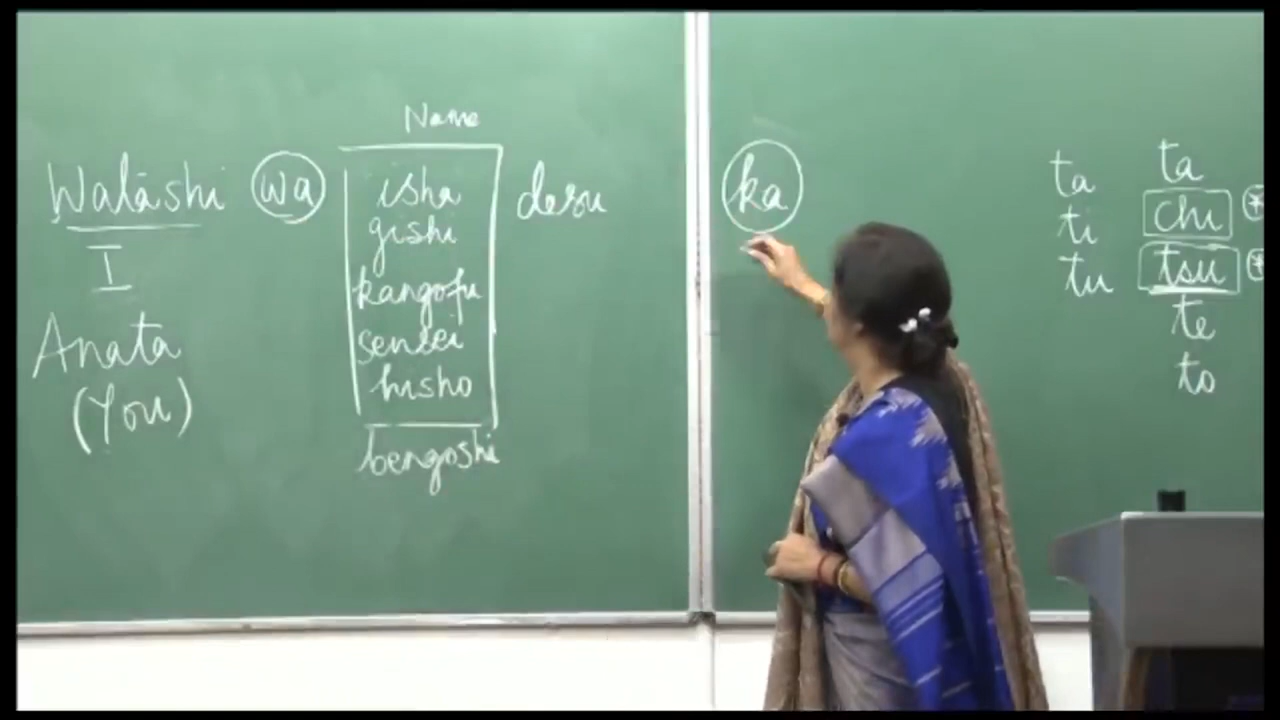 Name
Watāshi wa isha desu ka
gishi
kangofu
sensei
hisho
bengoshi
I
Anata
(You)
ta ta
ti chi *
tu tsu *
te
to